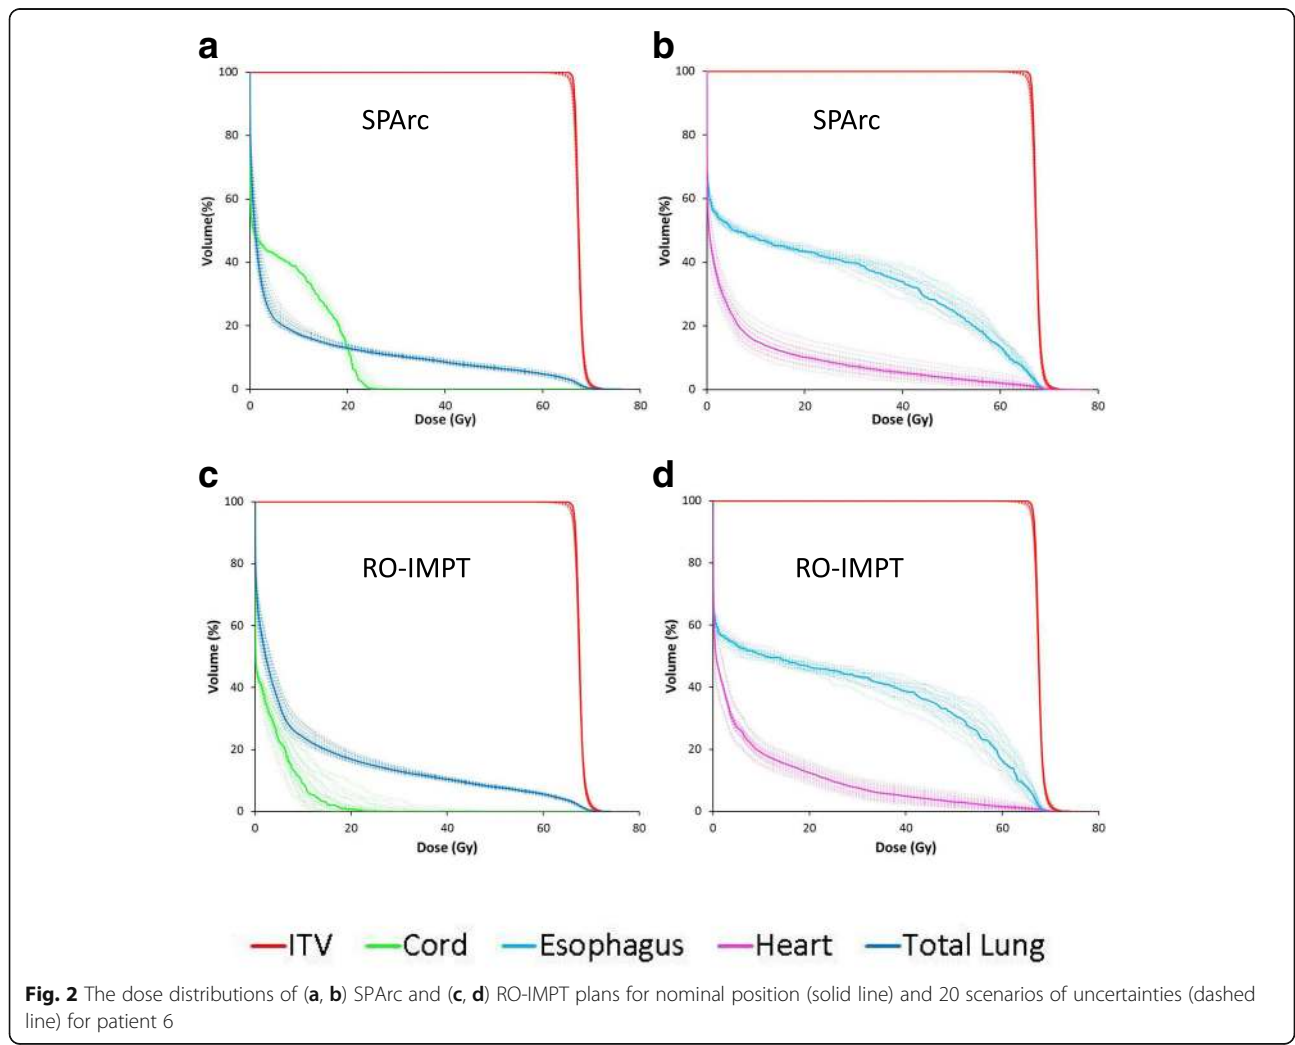 a
b
SPArc
SPArc
100
80
60
40
20
0
Volume(%)
0 20 40 60 80
Dose (Gy)
100
80
60
40
20
0
Volume (%)
0 20 40 60 80
Dose (Gy)
c
d
RO-IMPT
RO-IMPT
100
80
60
40
20
0
Volume (%)
0 20 40 60 80
Dose (Gy)
100
80
60
40
20
0
Volume (%)
0 20 40 60 80
Dose (Gy)
ITV Cord Esophagus Heart Total Lung
Fig. 2 The dose distributions of (a, b) SPArc and (c, d) RO-IMPT plans for nominal position (solid line) and 20 scenarios of uncertainties (dashed
line) for patient 6